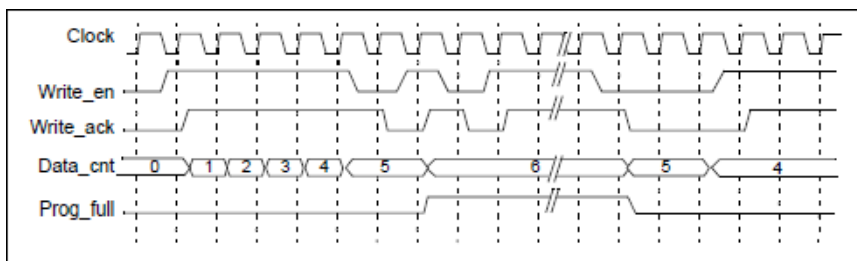 Clock
Write_en
Write_ack
Data_cnt 0 1 2 3 4 5 6 5 4
Prog_full